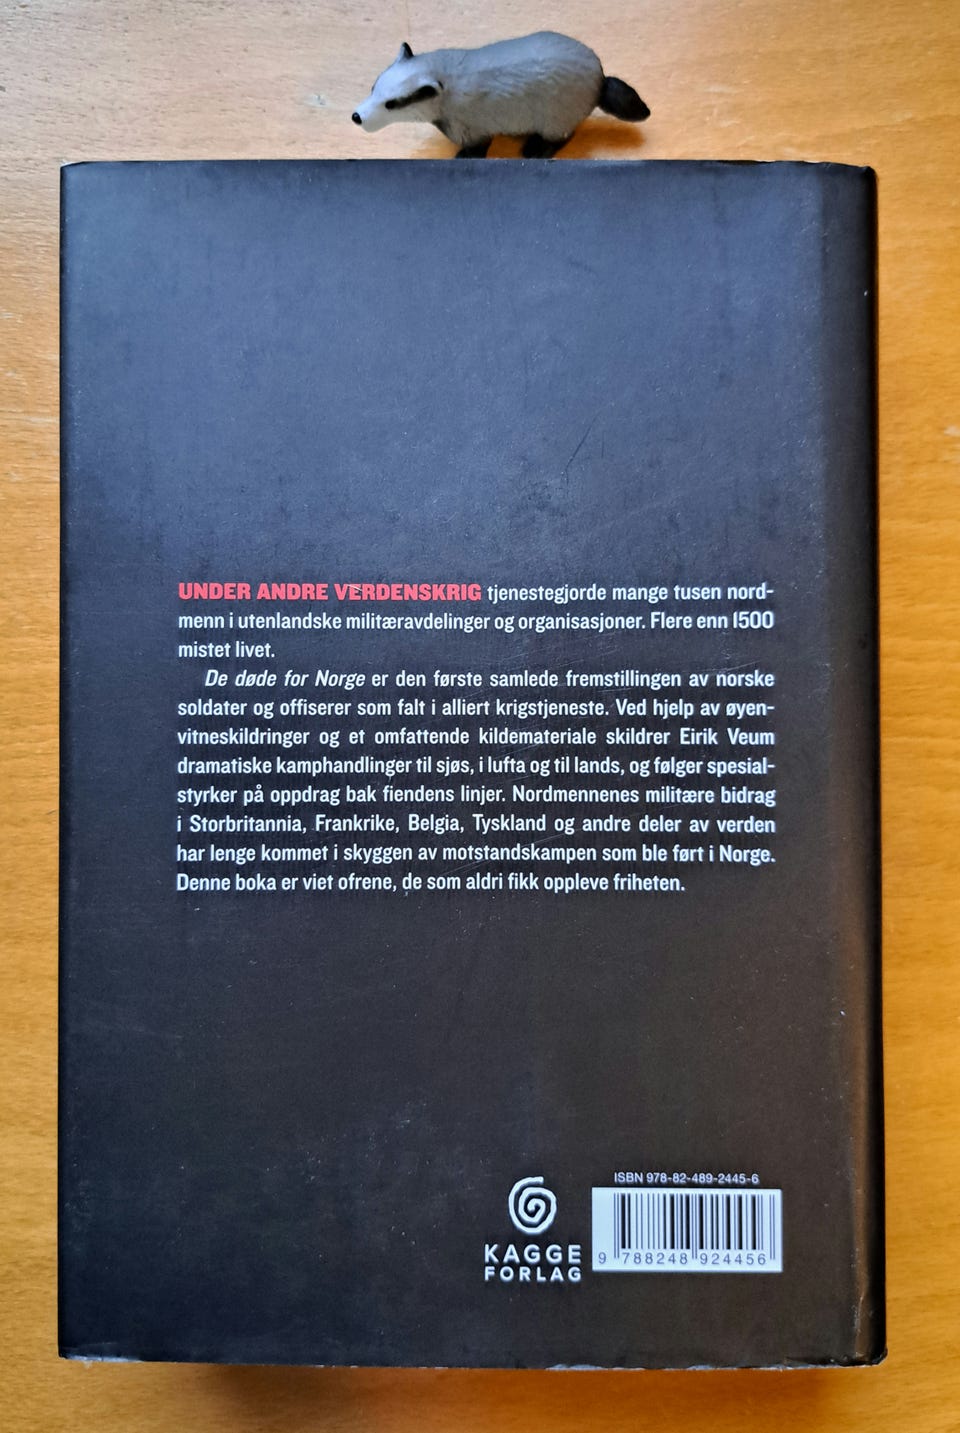 UNDER ANDRE VERDENSKRIG tjenestegjorde mange tusen nord-
menn i utenlandske militæravdelinger og organisasjoner. Flere enn 1500
mistet livet.
De døde for Norge er den første samlede fremstillingen av norske
soldater og offiserer som falt i alliert krigstjeneste. Ved hjelp av øyen-
vitneskildringer og et omfattende kildemateriale skildrer Eirik Veum
dramatiske kamphandlinger til sjøs, i lufta og til lands, og følger spesial-
styrker på oppdrag bak fiendens linjer. Nordmennenes militære bidrag
i Storbritannia, Frankrike, Belgia, Tyskland og andre deler av verden
har lenge kommet i skyggen av motstandskampen som ble ført i Norge.
Denne boka er viet ofrene, de som aldri fikk oppleve friheten.
KAGGE
FORLAG
ISBN 978-82-489-2445-6
9 788248 924456